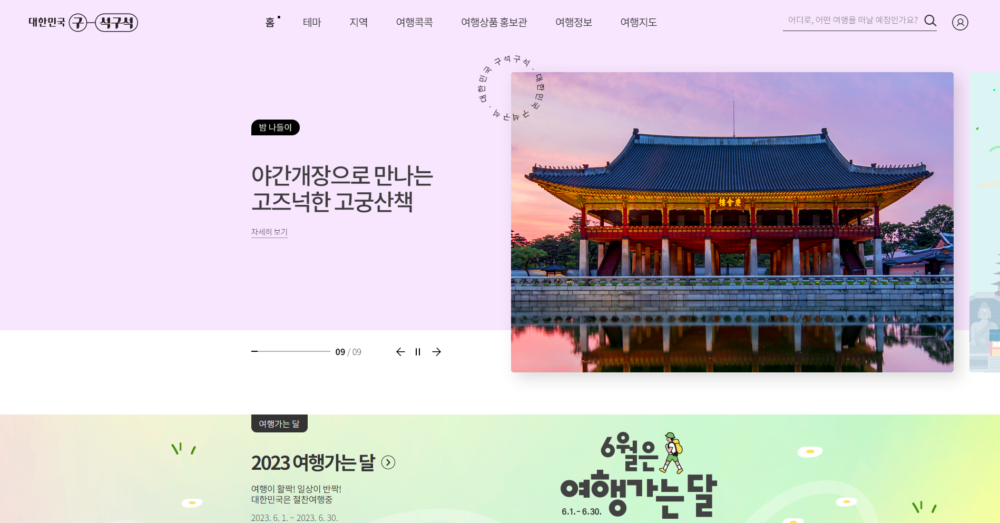 대한민국 구석구석
홈
테마
지역
여행콕콕
여행상품 홍보관
여행정보
여행지도
어디로, 어떤 여행을 떠날 예정인가요?
대한민국 구석구석 · 대한민국 구석구석 ·
밤 나들이
야간개장으로 만나는
고즈넉한 고궁산책
자세히 보기
樓會慶
09 / 09
여행가는 달
2023 여행가는 달
여행이 활짝! 일상이 반짝!
대한민국은 절찬여행중
2023. 6. 1. ~ 2023. 6. 30.
6월은
여행가는 달
6.1.- 6.30.